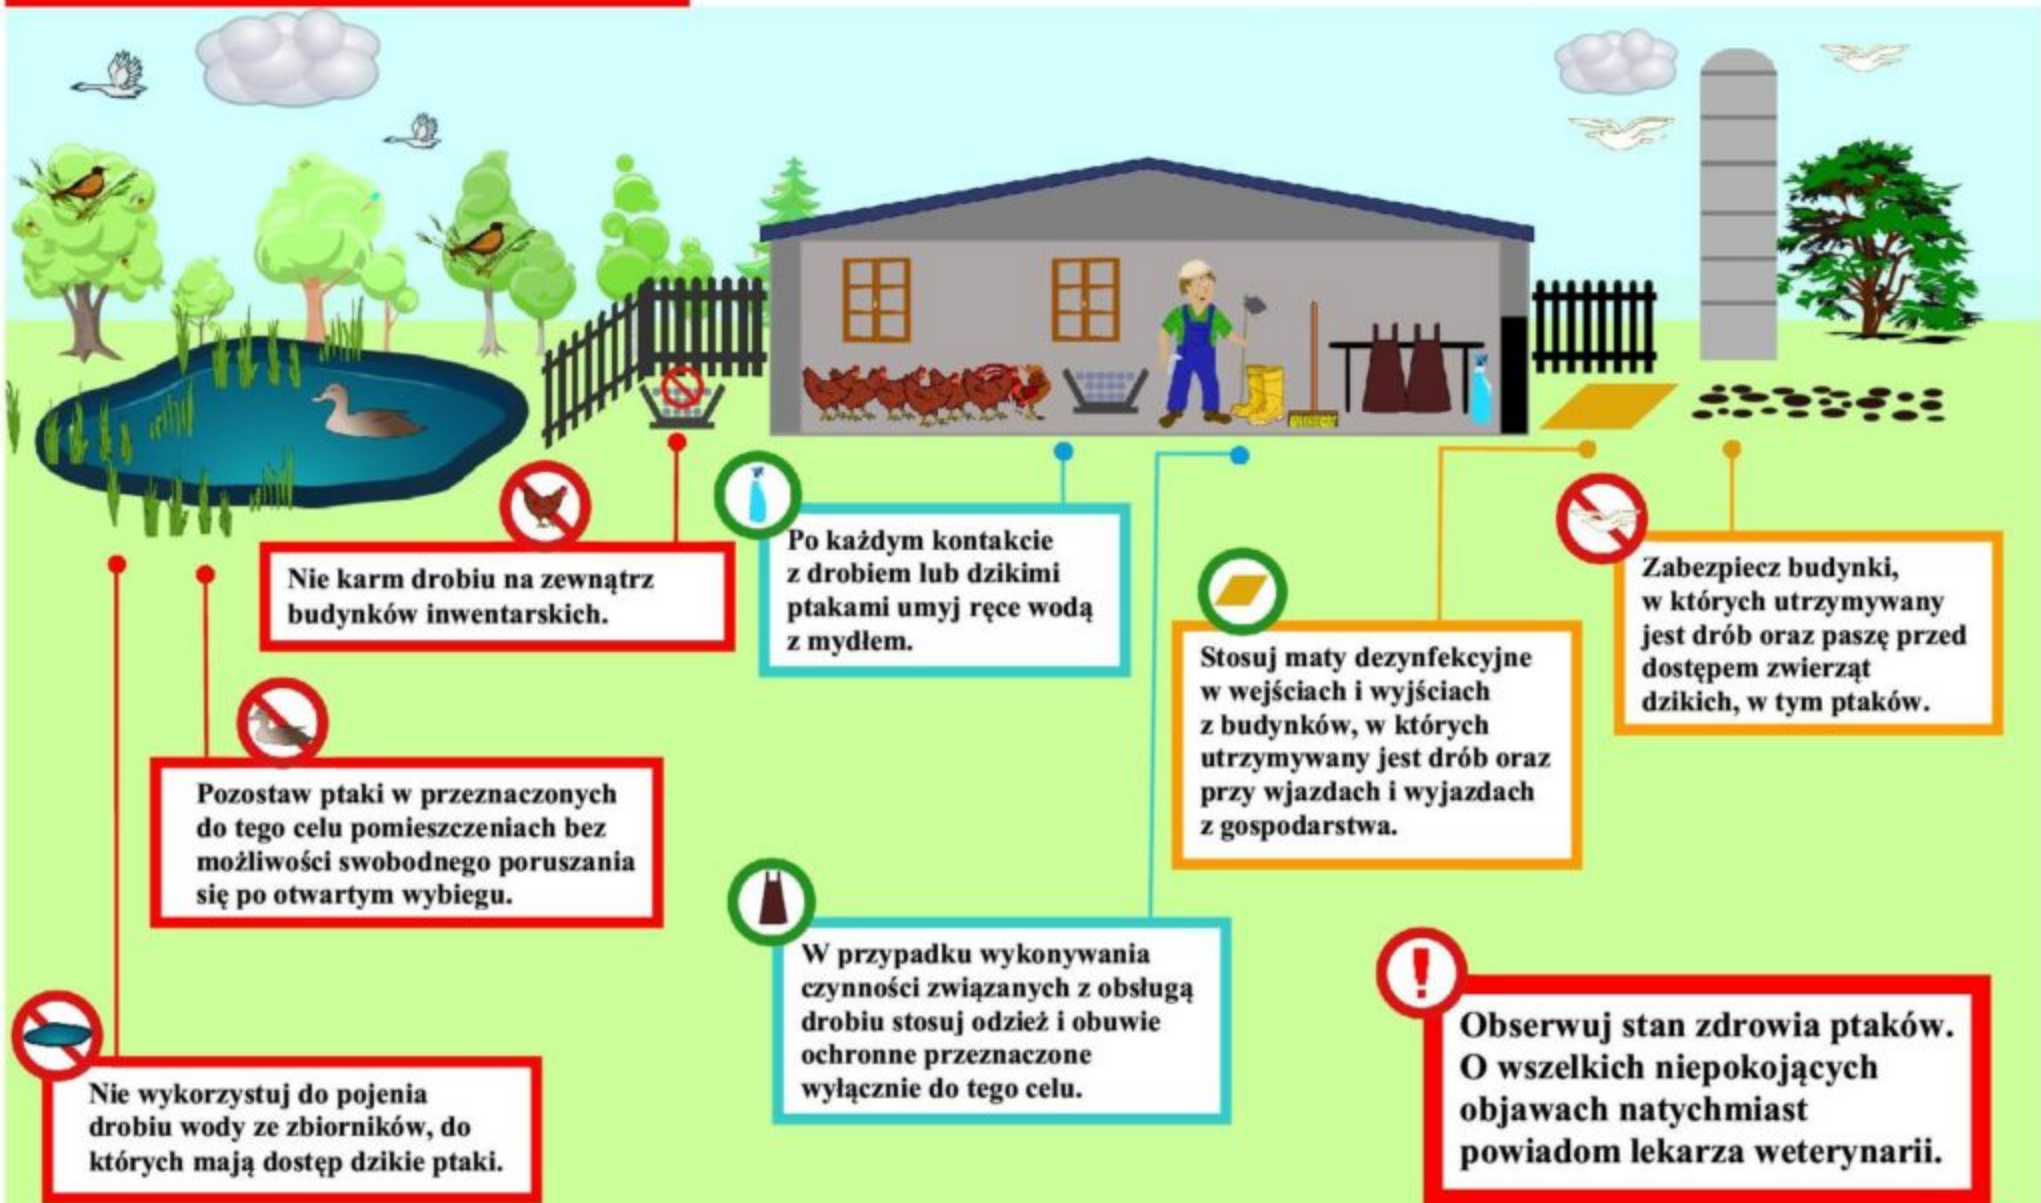 Nie karm drobiu na zewnątrz
budynków inwentarskich.
Po każdym kontakcie
z drobiem lub dzikimi
ptakami umyj ręce wodą
z mydłem.
Stosuj maty dezynfekcyjne
w wejściach i wyjściach
z budynków, w których
utrzymywany jest drób oraz
przy wjazdach i wyjazdach
z gospodarstwa.
Zabezpiecz budynki,
w których utrzymywany
jest drób oraz paszę przed
dostępem zwierząt
dzikich, w tym ptaków.
Pozostaw ptaki w przeznaczonych
do tego celu pomieszczeniach bez
możliwości swobodnego poruszania
się po otwartym wybiegu.
W przypadku wykonywania
czynności związanych z obsługą
drobiu stosuj odzież i obuwie
ochronne przeznaczone
wyłącznie do tego celu.
Nie wykorzystuj do pojenia
drobiu wody ze zbiorników, do
których mają dostęp dzikie ptaki.
!
Obserwuj stan zdrowia ptaków.
O wszelkich niepokojących
objawach natychmiast
powiadom lekarza weterynarii.